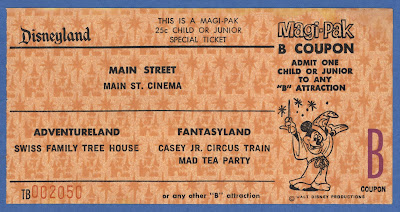 Disneyland
THIS IS A MAGI-PAK
25c CHILD OR JUNIOR
SPECIAL TICKET
MAIN STREET
MAIN ST. CINEMA
ADVENTURELAND
SWISS FAMILY TREE HOUSE
FANTASYLAND
CASEY JR. CIRCUS TRAIN
MAD TEA PARTY
TB002050
or any other "B" attraction
Magi-Pak
B COUPON
ADMIT ONE
CHILD OR JUNIOR
TO ANY
"B" ATTRACTION
B
COUPON
© WALT DISNEY PRODUCTIONS